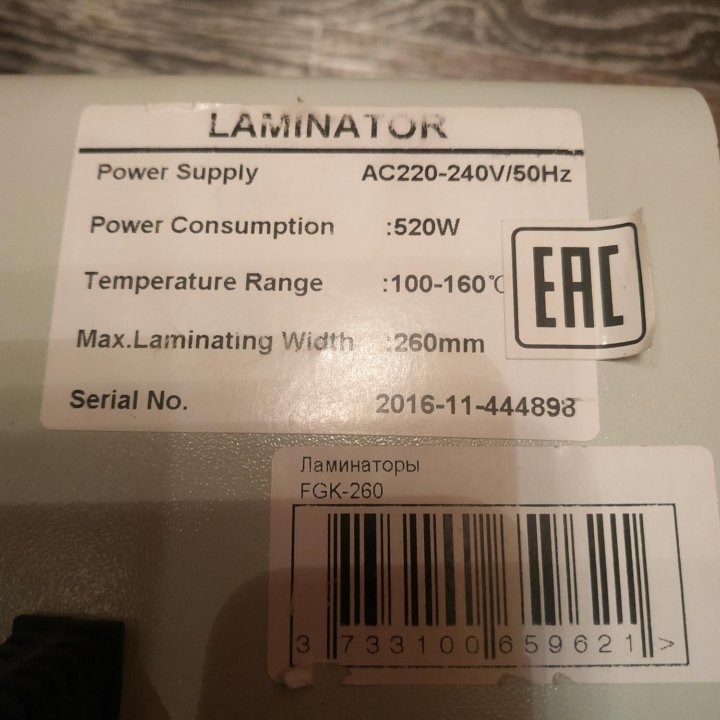 LAMINATOR
Power Supply AC220-240V/50Hz
Power Consumption :520W
Temperature Range :100-160℃
Max.Laminating Width :260mm
Serial No. 2016-11-444898
EAC
Ламинаторы
FGK-260
3 733100 659621 >